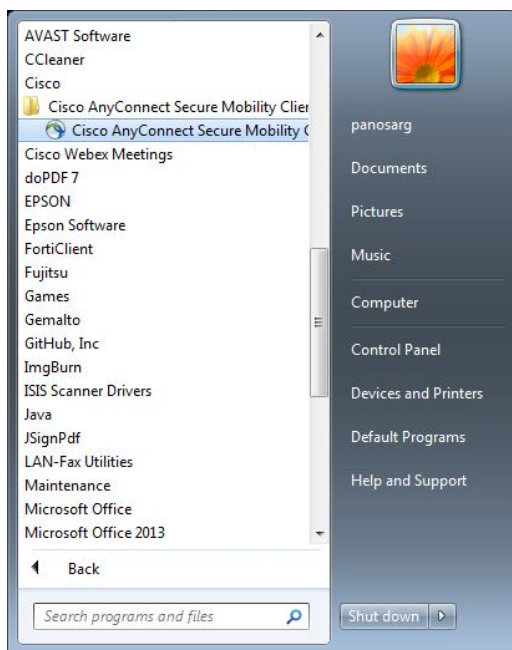 AVAST Software
CCleaner
Cisco
Cisco AnyConnect Secure Mobility Clier
Cisco AnyConnect Secure Mobility (
Cisco Webex Meetings
doPDF 7
EPSON
Epson Software
FortiClient
Fujitsu
Games
Gemalto
GitHub, Inc
ImgBurn
ISIS Scanner Drivers
Java
JSignPdf
LAN-Fax Utilities
Maintenance
Microsoft Office
Microsoft Office 2013
Back
Search programs and files
panosarg
Documents
Pictures
Music
Computer
Control Panel
Devices and Printers
Default Programs
Help and Support
Shut down